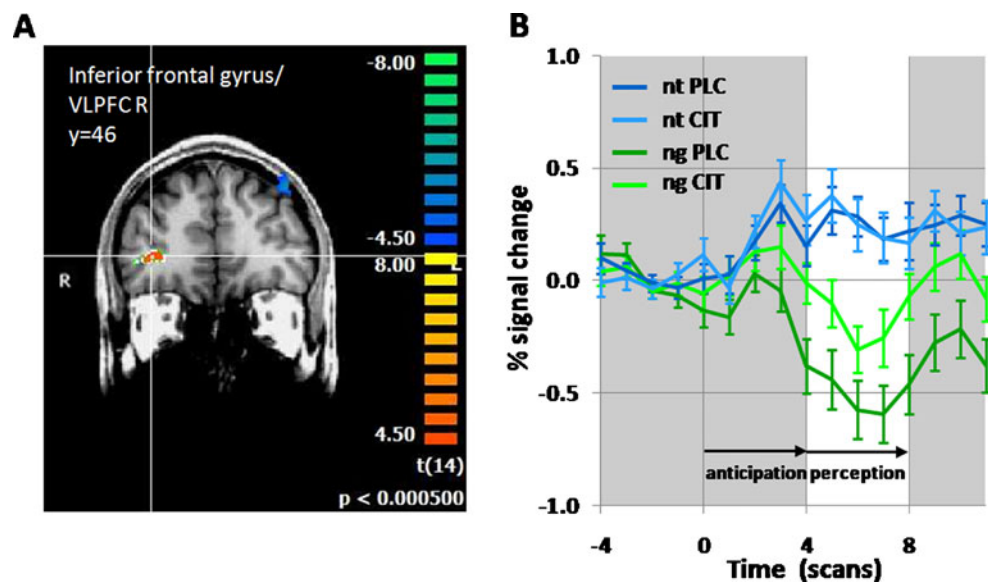 A
Inferior frontal gyrus/
VLPFC R
y=46
R
-8.00
-4.50
8.00
L
4.50
t(14)
p < 0.000500
B
% signal change
1.0
0.5
0.0
-0.5
-1.0
nt PLC
nt CIT
ng PLC
ng CIT
anticipation perception
-4 0 4 8
Time (scans)